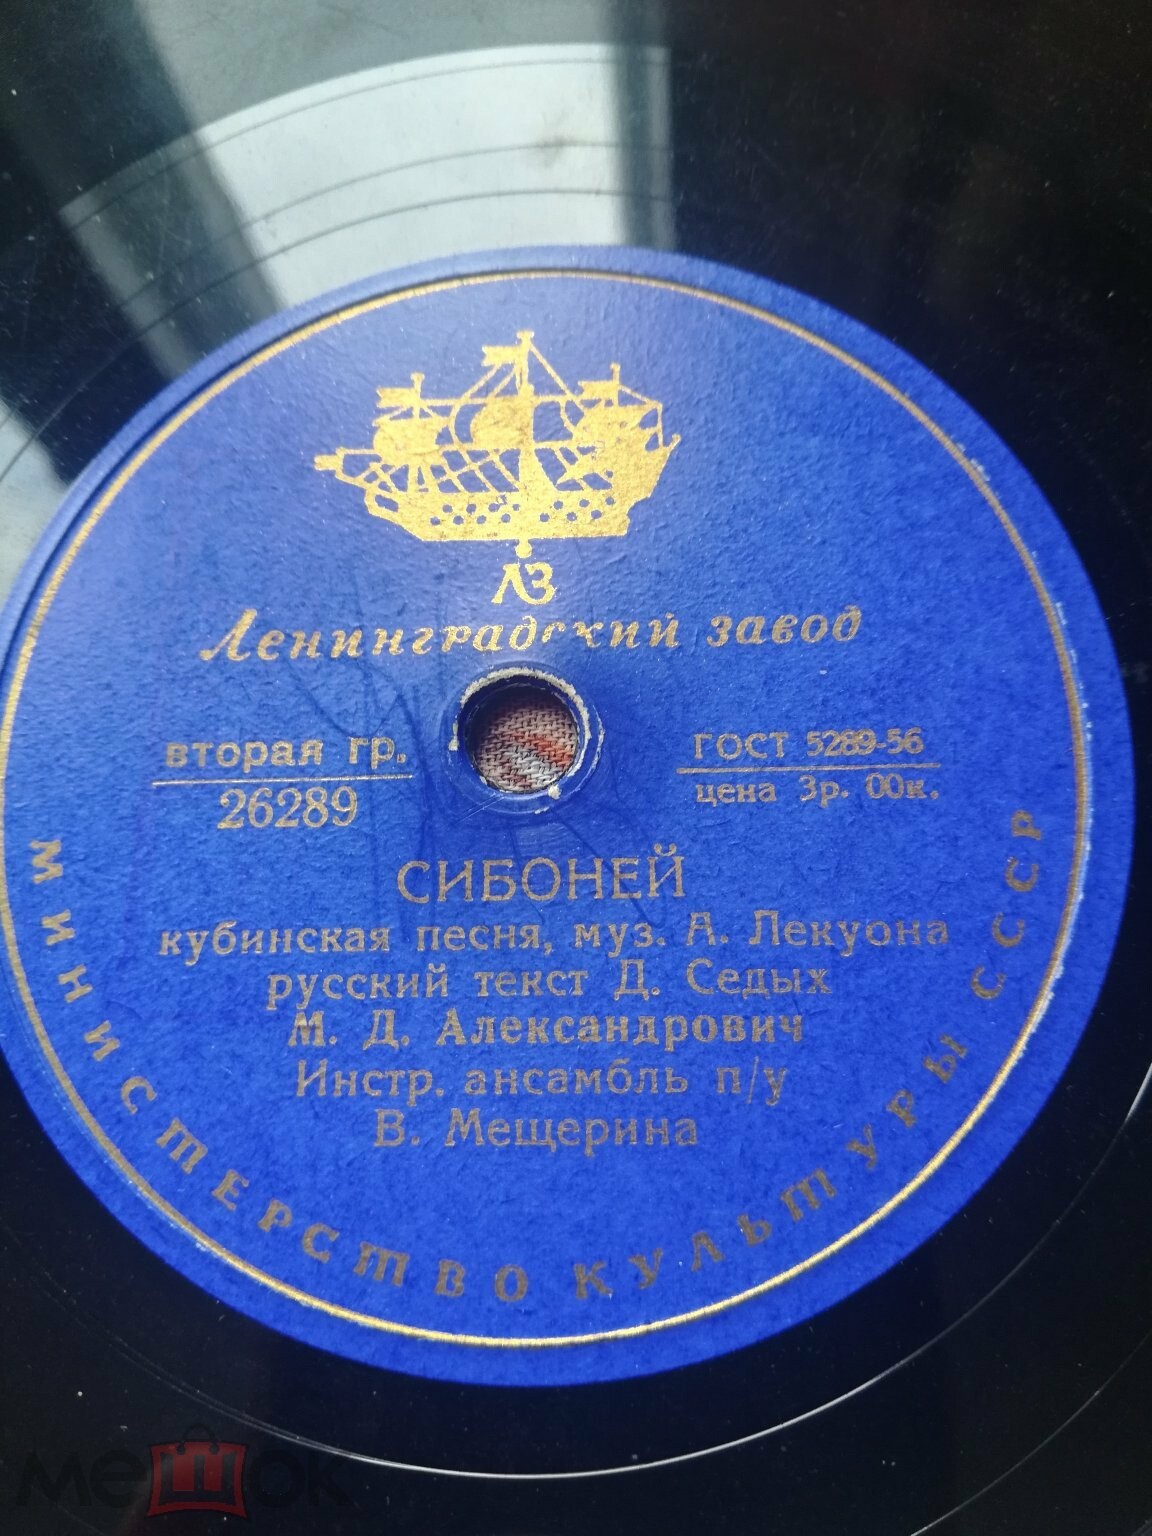 ЛЗ
Ленинградский завод
вторая гр.
26289
ГОСТ 5289-56
цена 3р. 00к.
СИБОНЕЙ
кубинская песня, муз. А. Лекуона
русский текст Д. Седых
М. Д. Александрович
Инстр. ансамбль п/у
В. Мещерина
МИНИСТЕРСТВО КУЛЬТУРЫ СССР
мешок